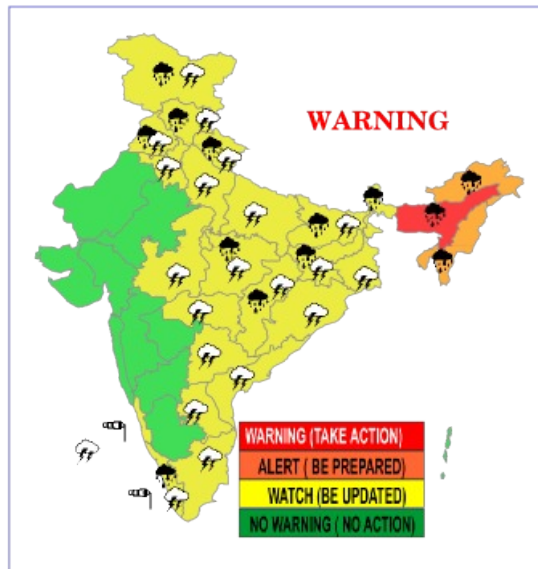 WARNING
WARNING (TAKE ACTION)
ALERT ( BE PREPARED)
WATCH (BE UPDATED)
NO WARNING ( NO ACTION)